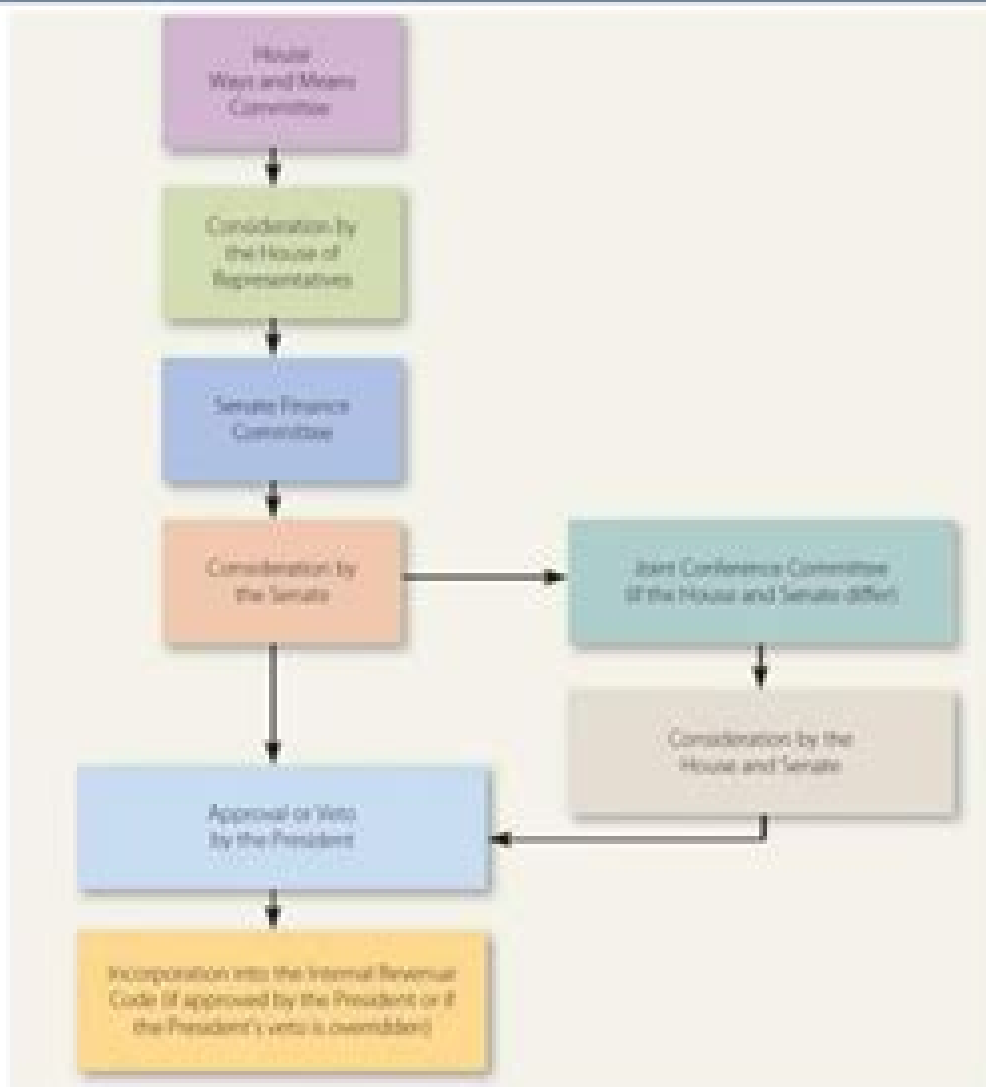 House
Ways and Means
Committee
Consideration by
the House of
Representatives
Senate Finance
Committee
Consideration by
the Senate
Joint Conference Committee
(if the House and Senate differ)
Consideration by the
House and Senate
Approval or Veto
by the President
Incorporation into the Internal Revenue
Code (if approved by the President or if
the President's veto is overridden)